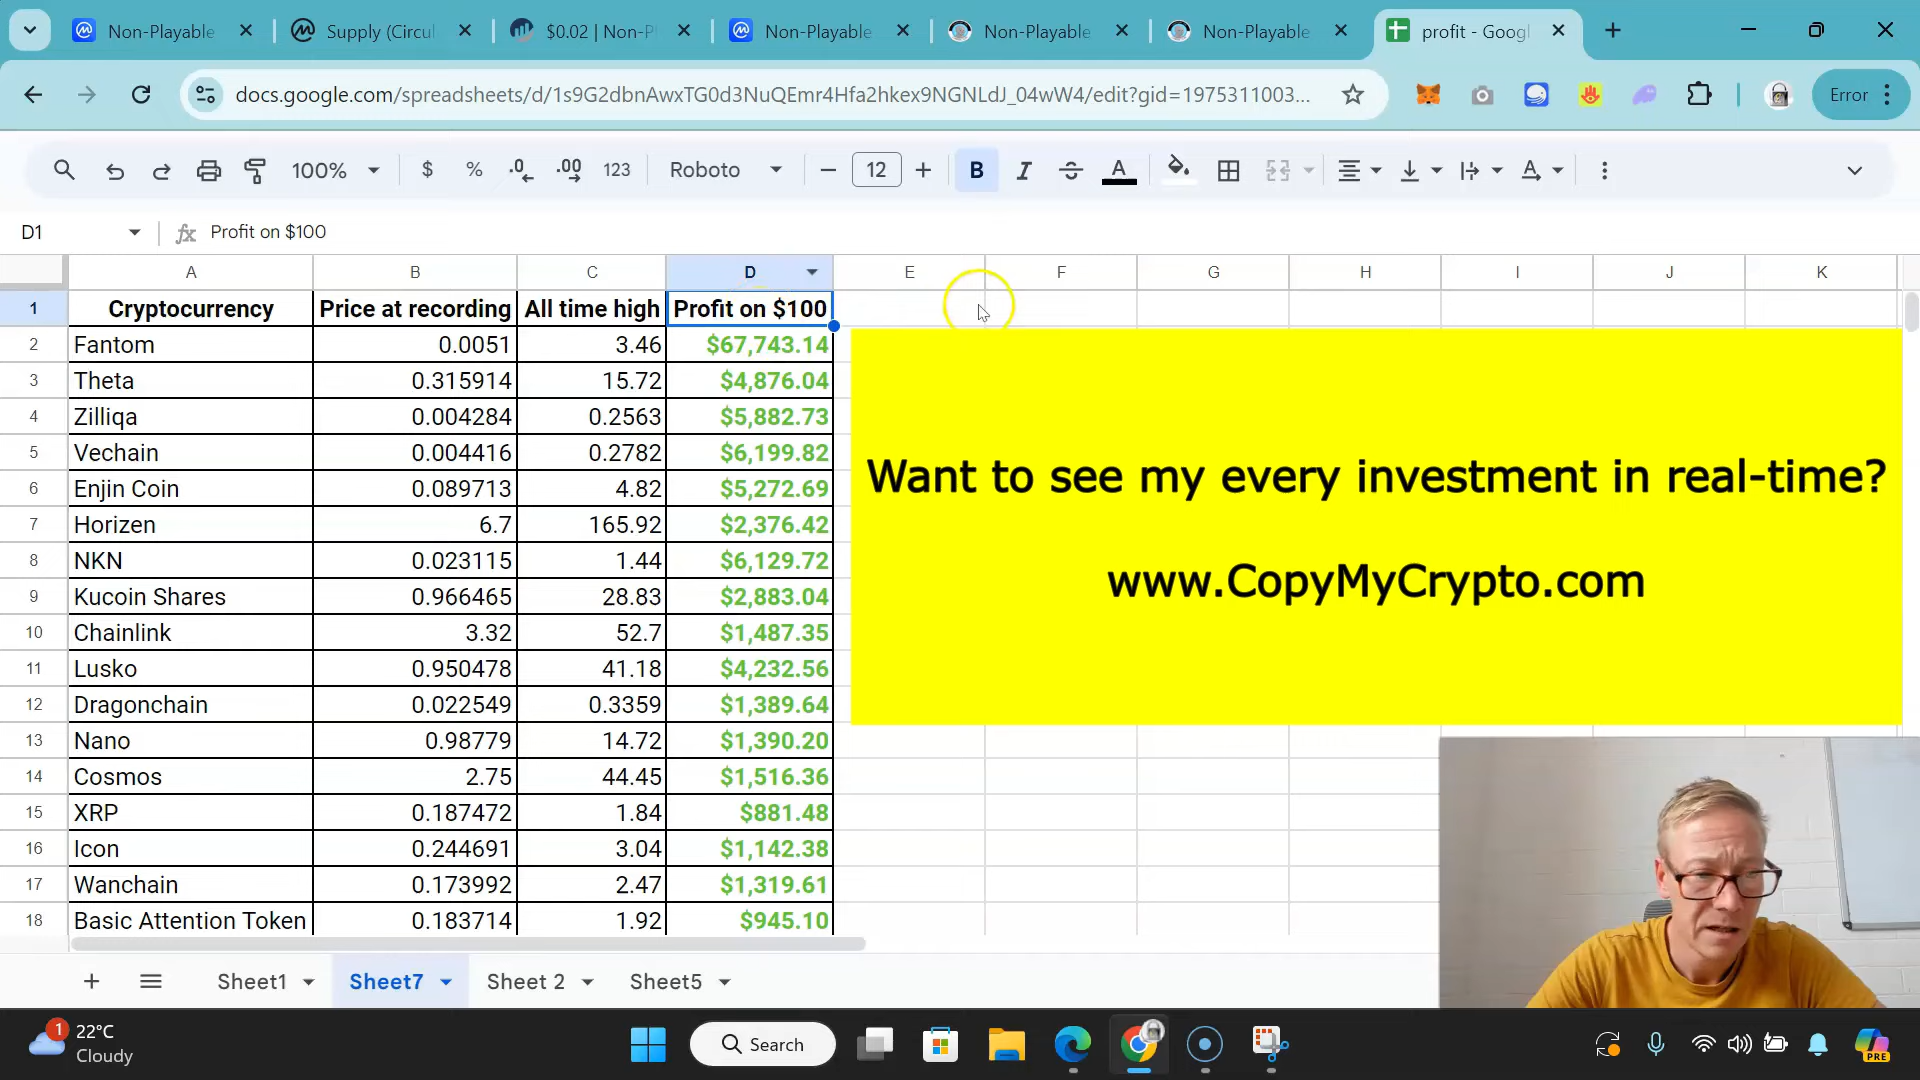 Non-Playable
Supply (Circul
$0.02 | Non-P
Non-Playable
Non-Playable
Non-Playable
profit - Googl
docs.google.com/spreadsheets/d/1s9G2dbnAwxTG0d3NuQEmr4Hfa2hkex9NGNLdJ_04wW4/edit?gid=1975311003...
Error
100%
$
%
.0
.00
123
Roboto
12
B
I
A
D1
fx
Profit on $100
A B C D E F G H I J K
1 Cryptocurrency Price at recording All time high Profit on $100
2 Fantom 0.0051 3.46 $67,743.14
3 Theta 0.315914 15.72 $4,876.04
4 Zilliqa 0.004284 0.2563 $5,882.73
5 Vechain 0.004416 0.2782 $6,199.82
6 Enjin Coin 0.089713 4.82 $5,272.69
7 Horizen 6.7 165.92 $2,376.42
8 NKN 0.023115 1.44 $6,129.72
9 Kucoin Shares 0.966465 28.83 $2,883.04
10 Chainlink 3.32 52.7 $1,487.35
11 Lusko 0.950478 41.18 $4,232.56
12 Dragonchain 0.022549 0.3359 $1,389.64
13 Nano 0.98779 14.72 $1,390.20
14 Cosmos 2.75 44.45 $1,516.36
15 XRP 0.187472 1.84 $881.48
16 Icon 0.244691 3.04 $1,142.38
17 Wanchain 0.173992 2.47 $1,319.61
18 Basic Attention Token 0.183714 1.92 $945.10
Want to see my every investment in real-time?
www.CopyMyCrypto.com
Sheet1
Sheet7
Sheet 2
Sheet5
1
22°C
Cloudy
Search
PRE